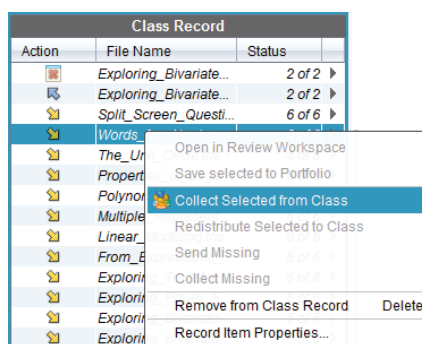 Class Record
Action File Name Status
Exploring_Bivariate... 2 of 2
Exploring_Bivariate... 2 of 2
Split_Screen_Questi... 6 of 6
Words_
The_Un
Propert
Polynor
Multiple
Linear_
From_E
Explorin
Explorin
Explorin
Explorin
Open in Review Workspace
Save selected to Portfolio
Collect Selected from Class
Redistribute Selected to Class
Send Missing
Collect Missing
Remove from Class Record Delete
Record Item Properties...